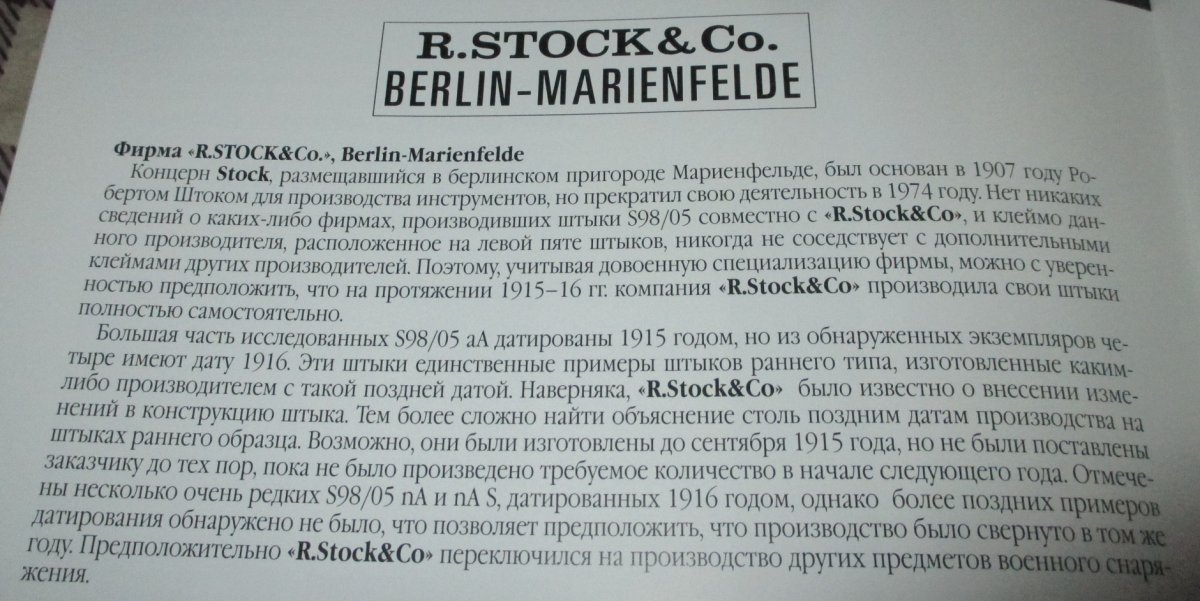 R.STOCK & Co.
BERLIN-MARIENFELDE
Фирма «R.STOCK&Co.», Berlin-Marienfelde
Концерн Stock, размещавшийся в берлинском пригороде Мариенфельде, был основан в 1907 году Ро-
бертом Штоком для производства инструментов, но прекратил свою деятельность в 1974 году. Нет никаких
сведений о каких-либо фирмах, производивших штыки S98/05 совместно с «R.Stock&Co», и клеймо дан-
ного производителя, расположенное на левой пяте штыков, никогда не соседствует с дополнительными
клеймами других производителей. Поэтому, учитывая довоенную специализацию фирмы, можно с уверен-
ностью предположить, что на протяжении 1915–16 гг. компания «R.Stock&Co» производила свои штыки
полностью самостоятельно.
Большая часть исследованных S98/05 aA датированы 1915 годом, но из обнаруженных экземпляров че-
тыре имеют дату 1916. Эти штыки единственные примеры штыков раннего типа, изготовленные каким-
либо производителем с такой поздней датой. Наверняка, «R.Stock&Co» было известно о внесении изме-
нений в конструкцию штыка. Тем более сложно найти объяснение столь поздним датам производства на
штыках раннего образца. Возможно, они были изготовлены до сентября 1915 года, но не были поставлены
заказчику до тех пор, пока не было произведено требуемое количество в начале следующего года. Отмече-
ны несколько очень редких S98/05 nA и nA S, датированных 1916 годом, однако более поздних примеров
датирования обнаружено не было, что позволяет предположить, что производство было свернуто в том же
году. Предположительно «R.Stock&Co» переключился на производство других предметов военного снаря-
жения.